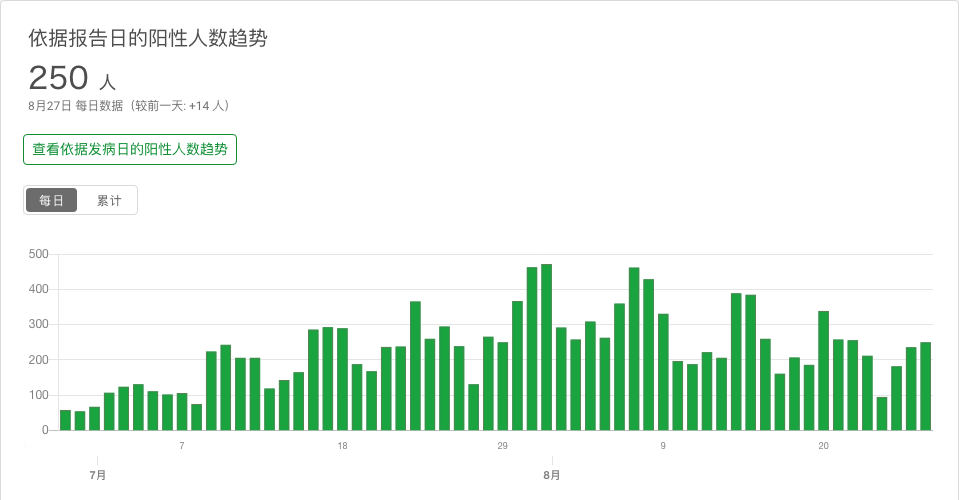 依据报告日的阳性人数趋势
250 人
8月27日 每日数据（较前一天: +14 人）
查看依据发病日的阳性人数趋势
每日 累计
500
400
300
200
100
0
7 18 29 9 20
7月 8月